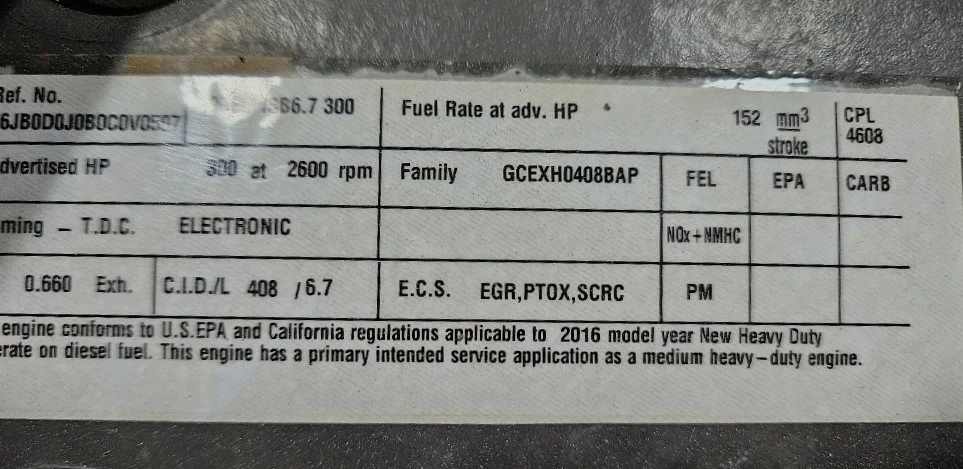 Ref. No.
6JB0D0J0B0C0V0597 B6.7 300 Fuel Rate at adv. HP 152 mm3 CPL
stroke 4608
dvertised HP 300 at 2600 rpm Family GCEXH0408BAP FEL EPA CARB
ming – T.D.C. ELECTRONIC NOx+NMHC
0.660 Exh. C.I.D./L 408 / 6.7 E.C.S. EGR,PTOX,SCRC PM
engine conforms to U.S.EPA and California regulations applicable to 2016 model year New Heavy Duty
erate on diesel fuel. This engine has a primary intended service application as a medium heavy–duty engine.